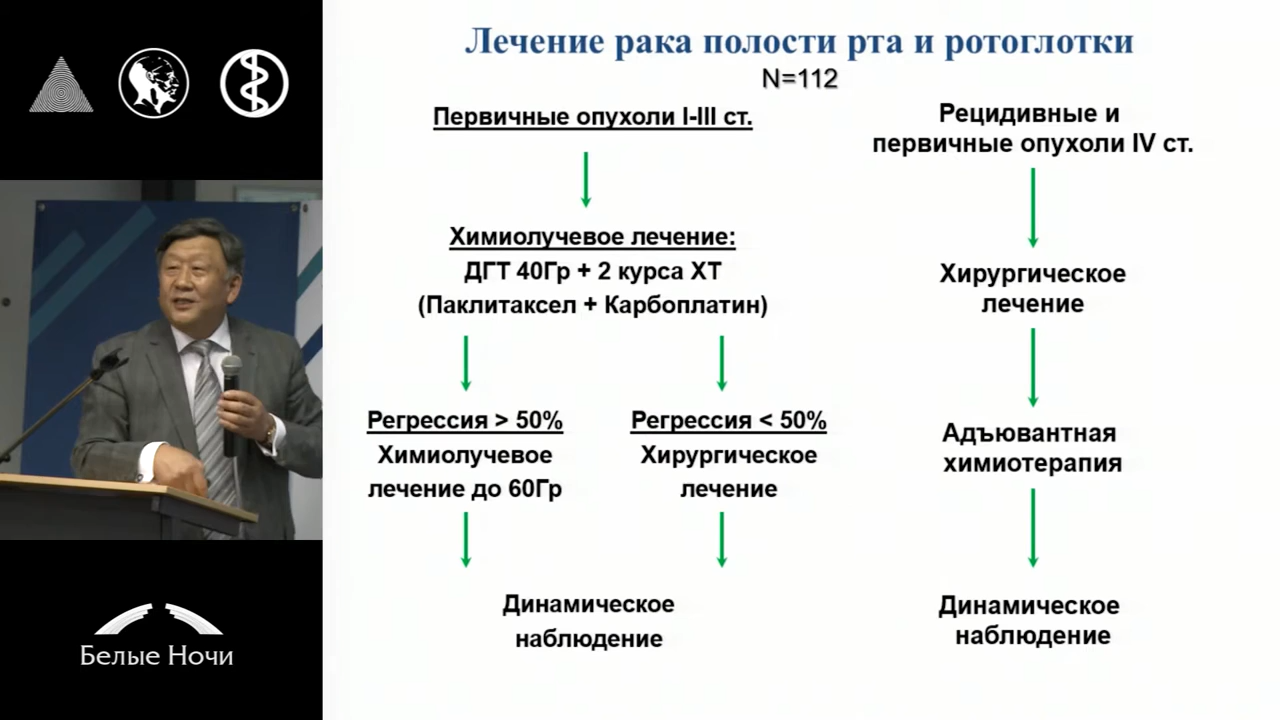 Лечение рака полости рта и ротоглотки
N=112
Первичные опухоли I-III ст.
Химиолучевое лечение:
ДГТ 40Гр + 2 курса ХТ
(Паклитаксел + Карбоплатин)
Регрессия > 50%
Химиолучевое
лечение до 60Гр
Регрессия < 50%
Хирургическое
лечение
Динамическое
наблюдение
Рецидивные и
первичные опухоли IV ст.
Хирургическое
лечение
Адъювантная
химиотерапия
Динамическое
наблюдение
Белые Ночи